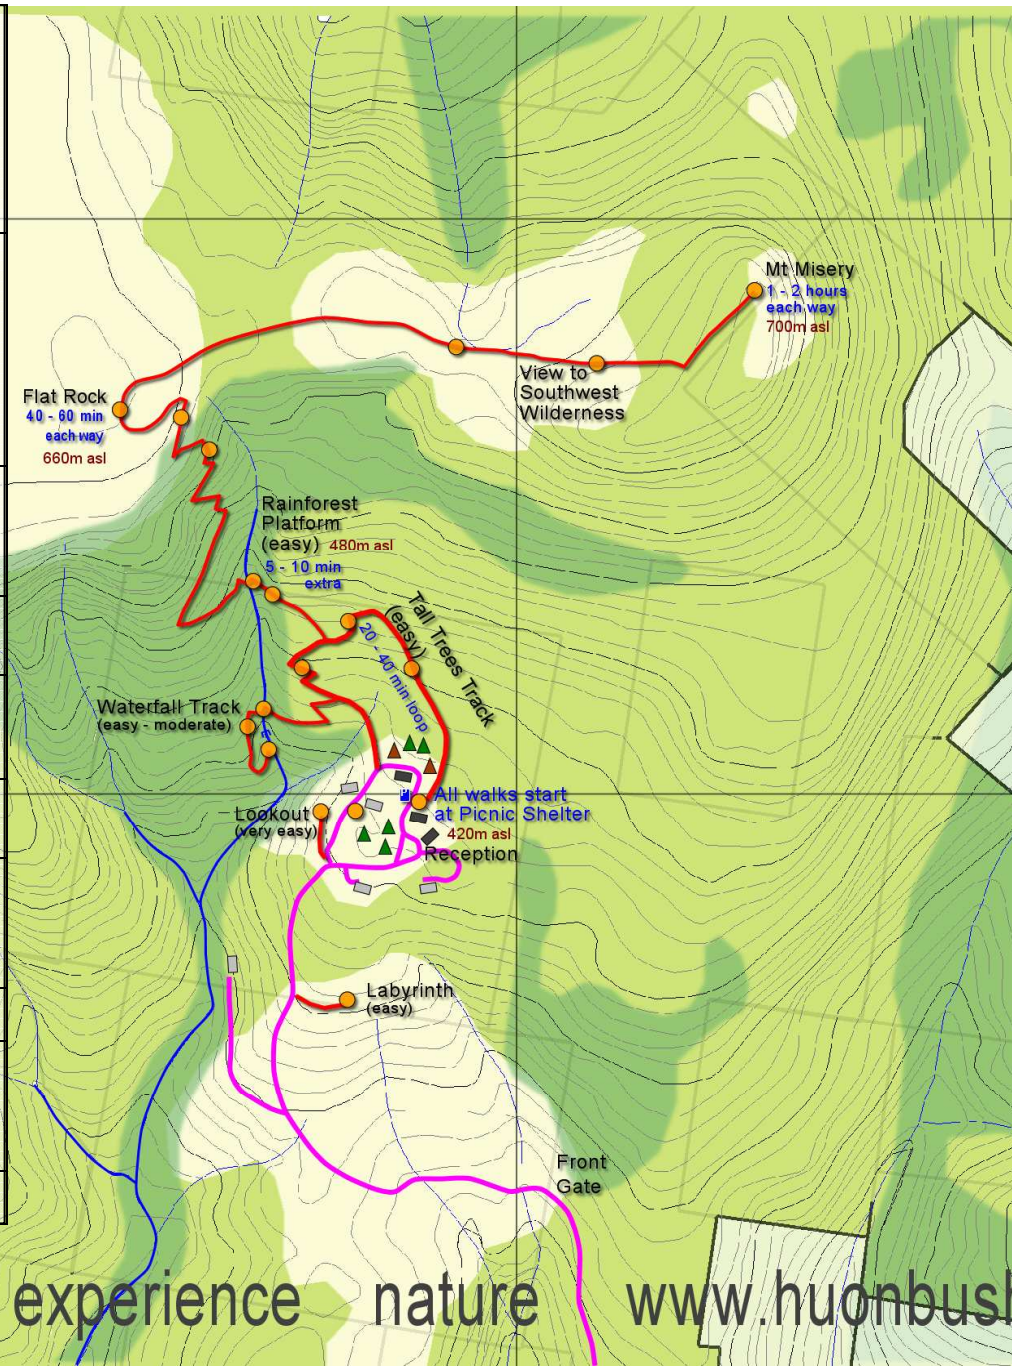 Mt Misery
1 - 2 hours
each way
700m asl
View to
Southwest
Wilderness
Flat Rock
40 - 60 min
each way
660m asl
Rainforest
Platform
(easy) 480m asl
5 - 10 min
extra
Tall Trees Track
(easy)
20 - 40 min loop
Waterfall Track
(easy - moderate)
P
All walks start
at Picnic Shelter
420m asl
Lookout
(very easy)
Reception
Labyrinth
(easy)
Front
Gate
experience nature www.huonbush